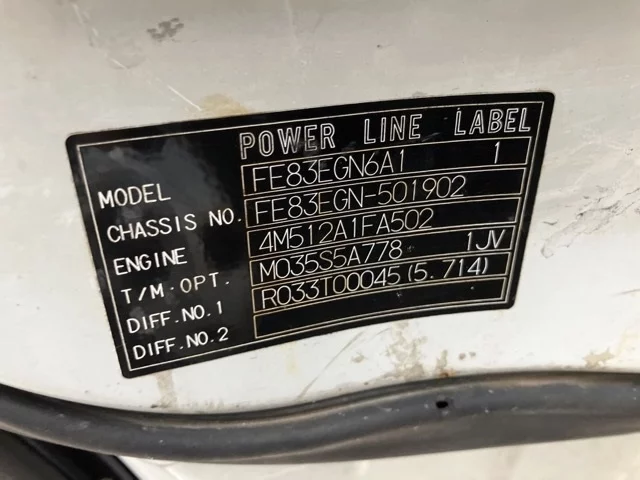 POWER LINE LABEL
MODEL FE83EGN6A1 1
CHASSIS NO. FE83EGN-501902
ENGINE 4M512A1FA502
T/M·OPT. M035S5A778 1JV
DIFF.NO.1 R033T00045(5.714)
DIFF.NO.2